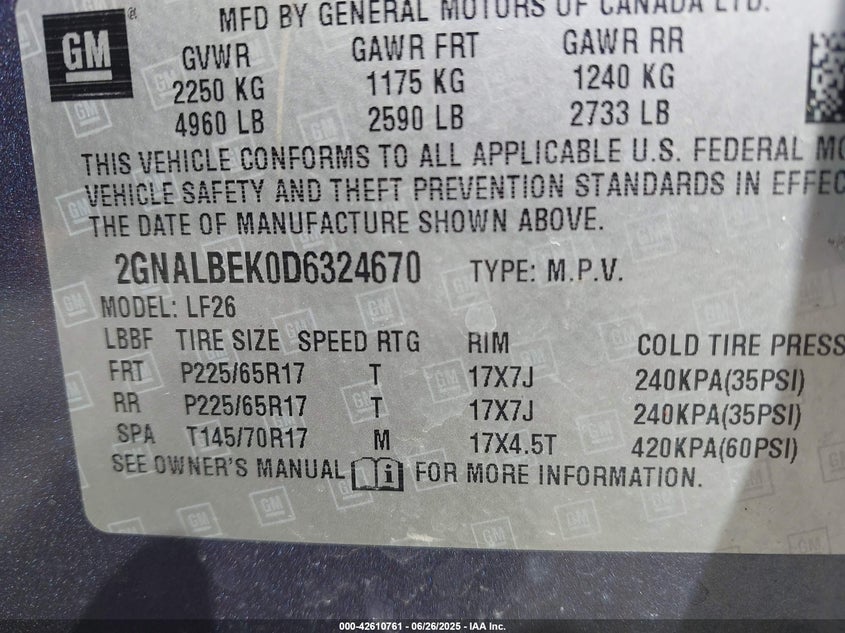 MFD BY GENERAL MOTORS OF CANADA LTD.
GM
®
GVWR GAWR FRT GAWR RR
2250 KG 1175 KG 1240 KG
4960 LB 2590 LB 2733 LB
THIS VEHICLE CONFORMS TO ALL APPLICABLE U.S. FEDERAL MO
VEHICLE SAFETY AND THEFT PREVENTION STANDARDS IN EFFEC
THE DATE OF MANUFACTURE SHOWN ABOVE.
2GNALBEK0D6324670 TYPE: M.P.V.
MODEL: LF26
LBBF TIRE SIZE SPEED RTG RIM COLD TIRE PRESS
FRT P225/65R17 T 17X7J 240KPA(35PSI)
RR P225/65R17 T 17X7J 240KPA(35PSI)
SPA T145/70R17 M 17X4.5T 420KPA(60PSI)
SEE OWNER'S MANUAL i FOR MORE INFORMATION.
000-42610761 - 06/26/2025 - IAA Inc.